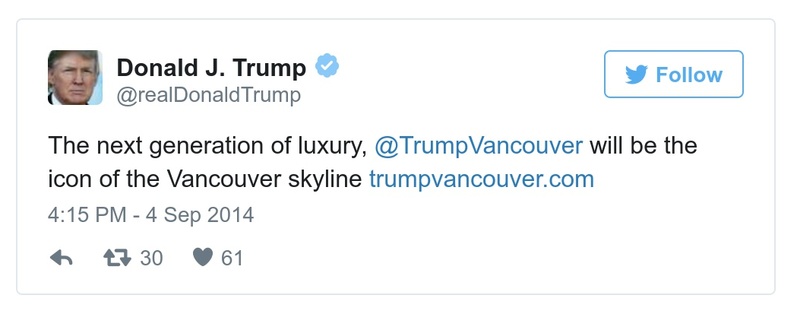 Donald J. Trump
@realDonaldTrump
Follow
The next generation of luxury, @TrumpVancouver will be the
icon of the Vancouver skyline trumpvancouver.com
4:15 PM - 4 Sep 2014
30 61